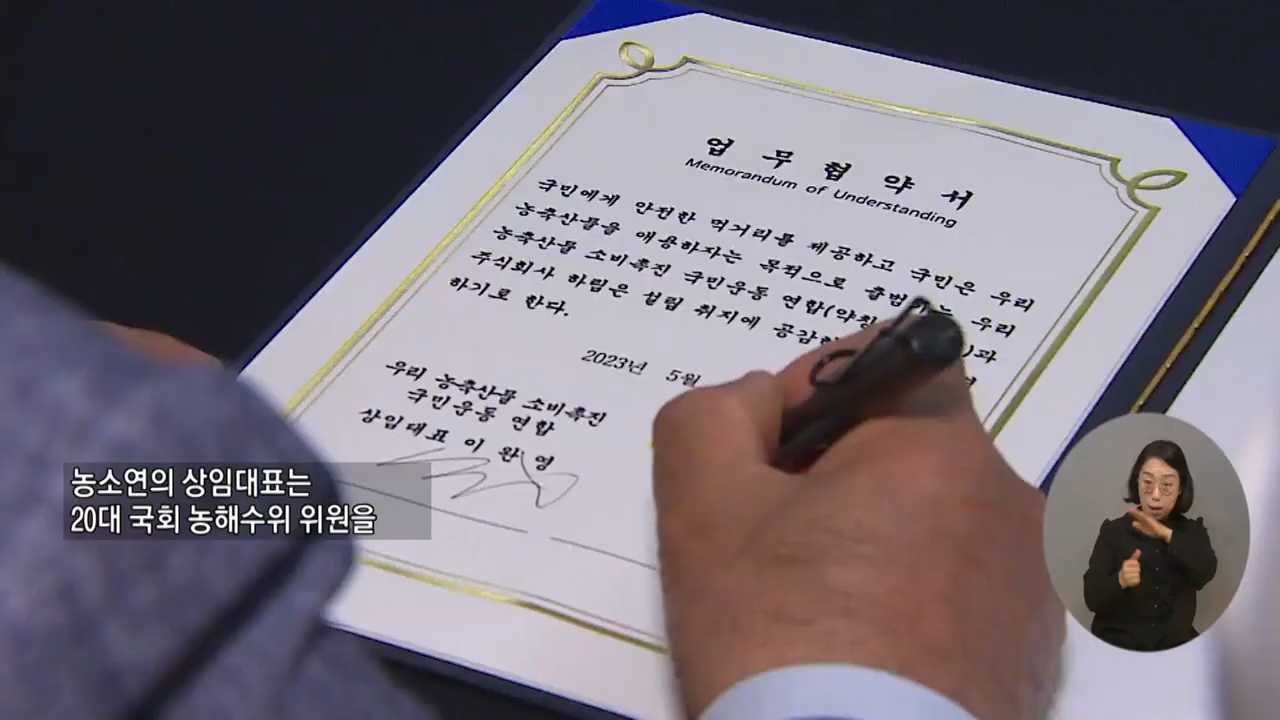 업 무 협 약 서
Memorandum of Understanding
국민에게 안전한 먹거리를 제공하고 국민은 우리
농축산물을 애용하자는 목적으로 출범하는 우리
농축산물 소비촉진 국민운동 연합(약칭 )과
주식회사 하림은 설립 취지에 공감하
하기로 한다.
2023년 5월
우리 농축산물 소비촉진
국민운동 연합
상임대표 이 완 영
농소연의 상임대표는
20대 국회 농해수위 위원을